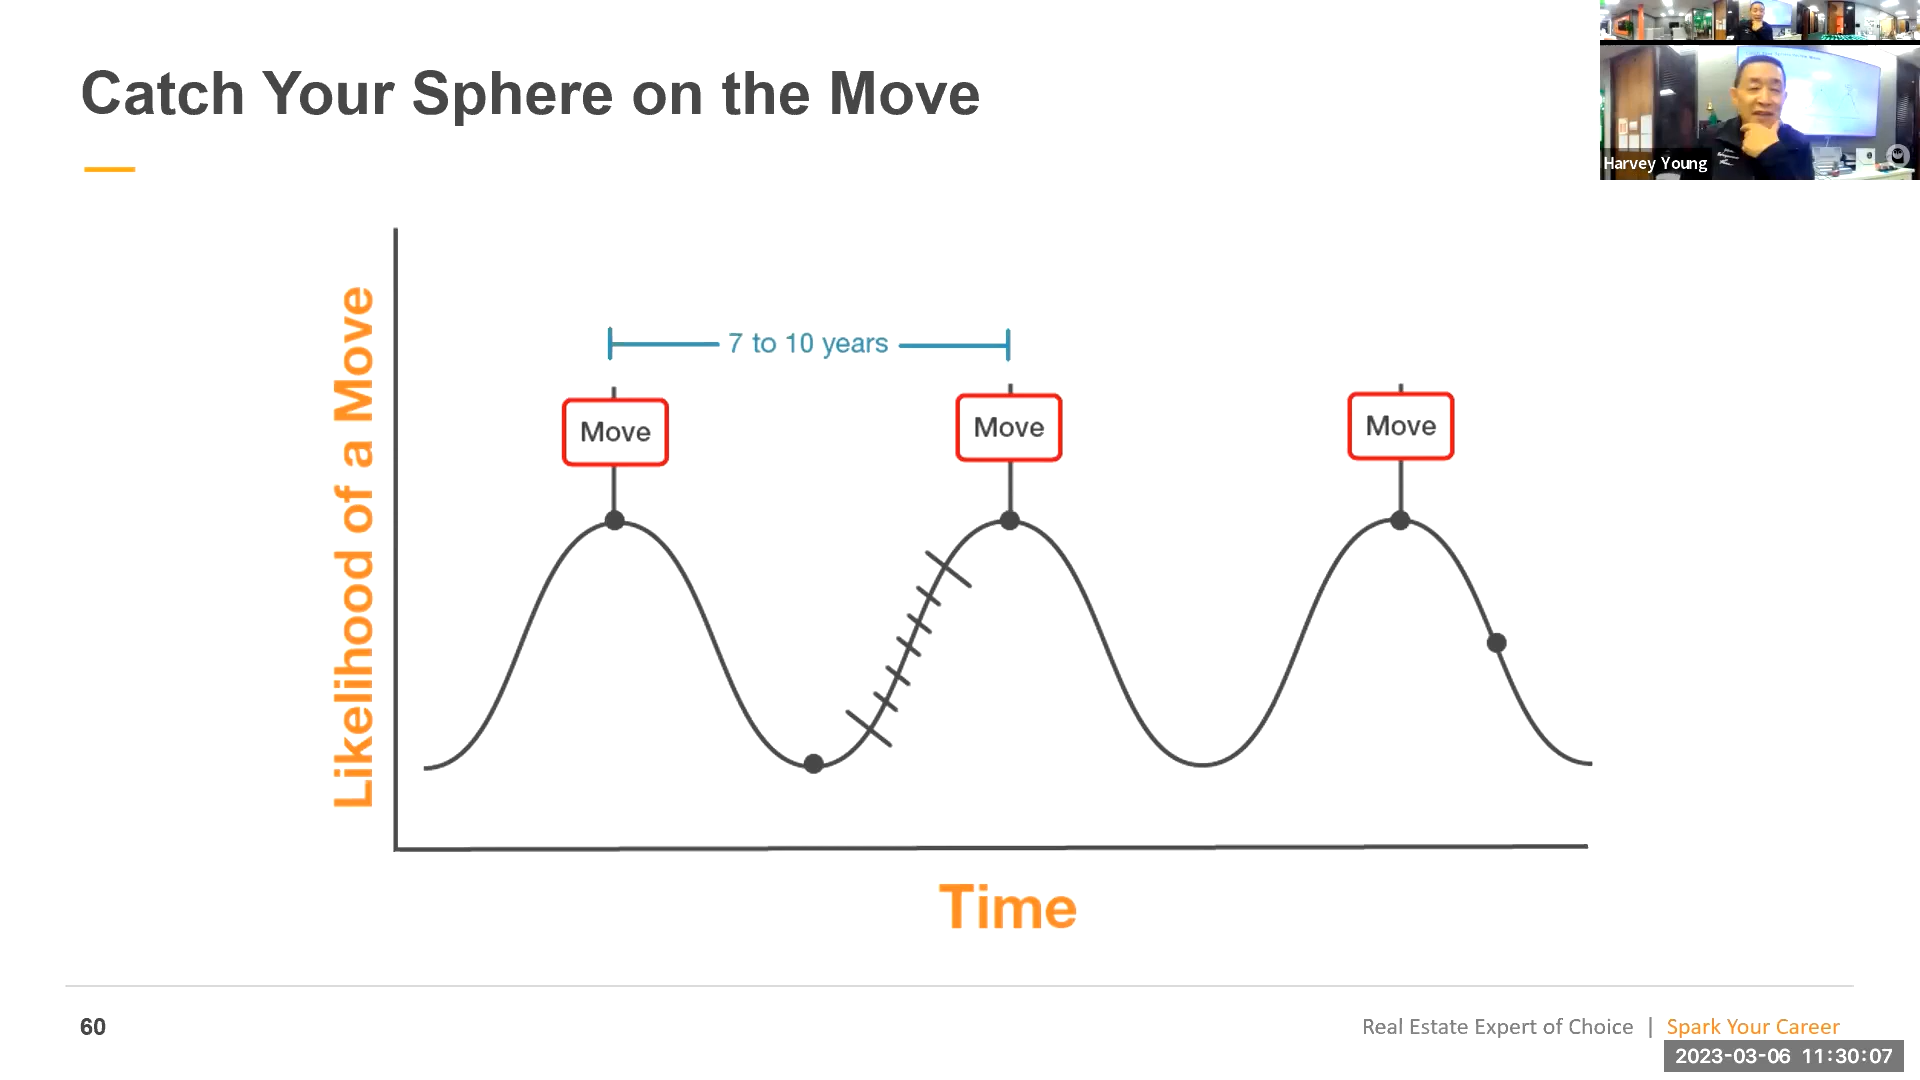 Catch Your Sphere on the Move
Harvey Young
Likelihood of a Move
7 to 10 years
Move
Move
Move
Time
60
Real Estate Expert of Choice | Spark Your Career
2023-03-06 11:30:07